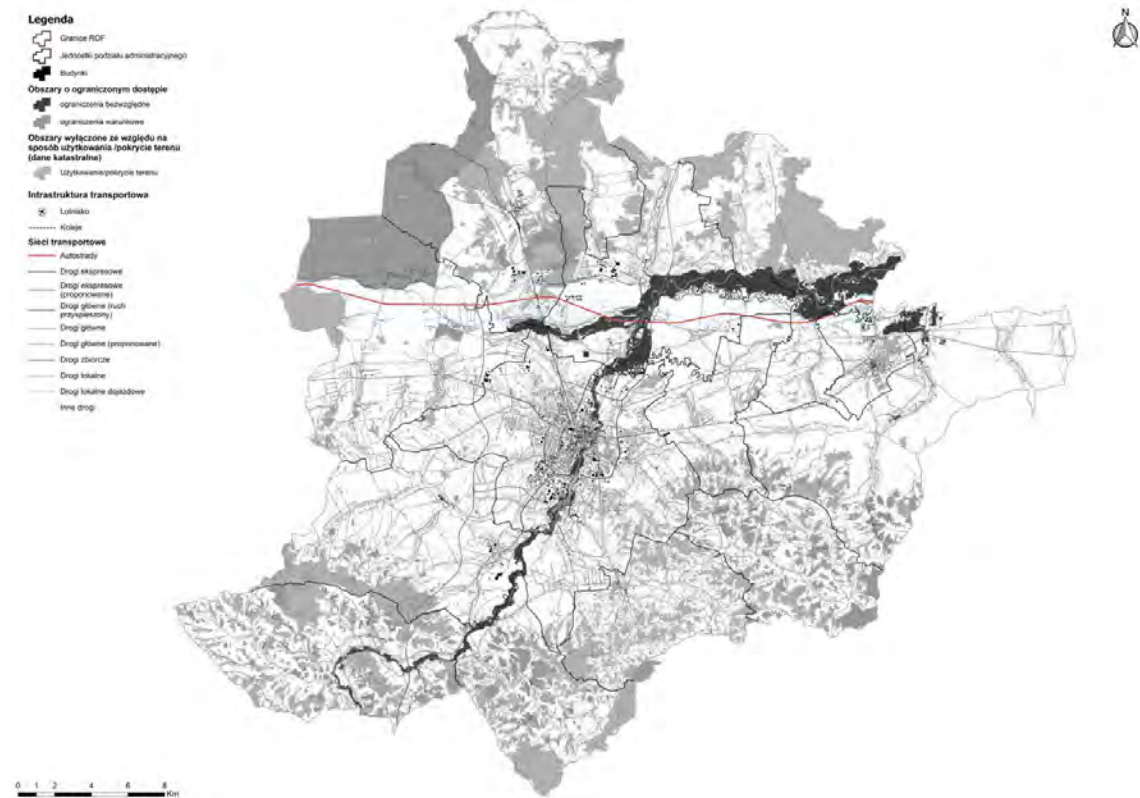 Legenda
Granice ROF
Jednostki podziału administracyjnego
Budynki
Obszary o ograniczonym dostępie
ograniczenia bezwzględne
ograniczenia warunkowe
Obszary wyłączone ze względu na
sposób użytkowania /pokrycie terenu
(dane katastralne)
Użytkowanie/pokrycie terenu
Intrastruktura transportowa
Lotnisko
Koleje
Sieci transportowe
Autostrady
Drogi ekspresowe
Drogi ekspresowe
(proponowane)
Drogi główne (ruch
przyspieszony)
Drogi główne
Drogi główne (proponowane)
Drogi zbiorcze
Drogi lokalne
Drogi lokalne dojazdowe
Inne drogi
N
0 1 2 4 6 8
Km